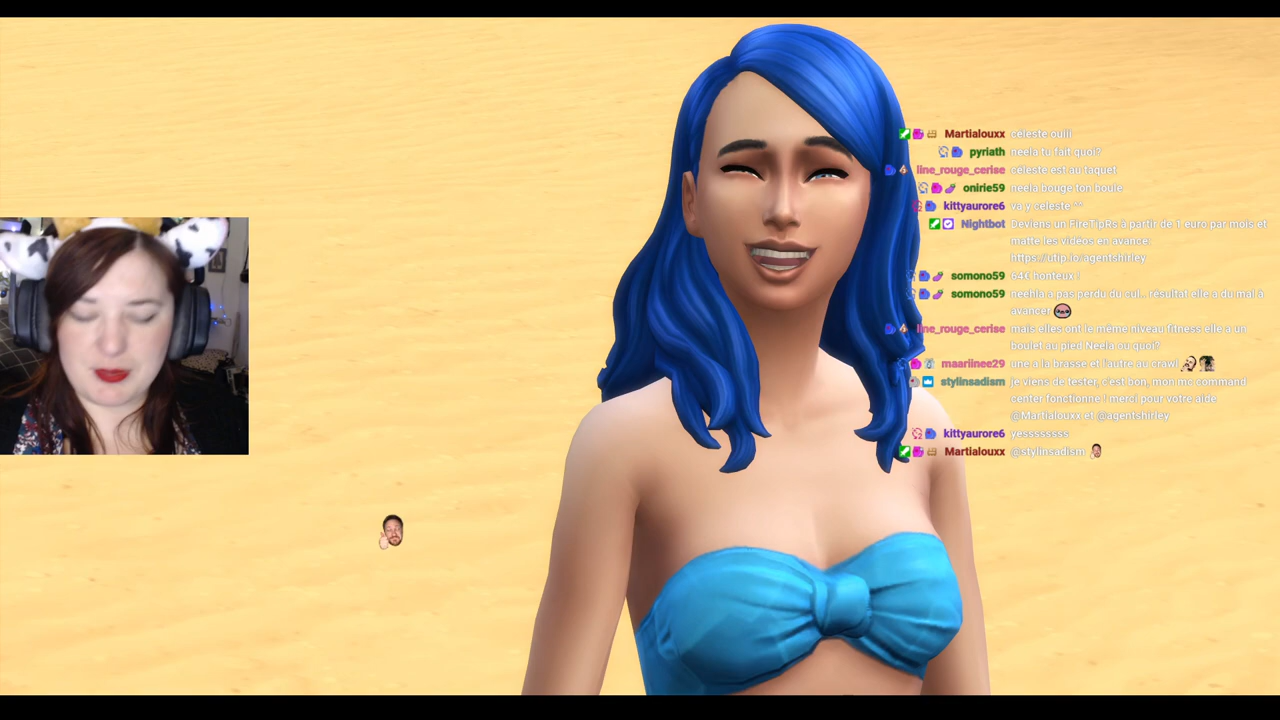 Martialouxx céleste ouiii
pyriath neela tu fait quoi?
line_rouge_cerise céleste est au taquet
onirie59 neela bouge ton boule
kittyaurore6 va y celeste ^^
Nightbot Deviens un FireTipRs à partir de 1 euro par mois et
matte les vidéos en avance:
https://utip.io/agentshirley
somono59 64€ honteux !
somono59 neehla a pas perdu du cul.. résultat elle a du mal à
avancer
line_rouge_cerise mais elles ont le même niveau fitness elle a un
boulet au pied Neela ou quoi?
maariinee29 une a la brasse et l'autre au crawl
stylinsadism je viens de tester, c'est bon, mon mc command
center fonctionne ! merci pour votre aide
@Martialouxx et @agentshirley
kittyaurore6 yessssssss
Martialouxx @stylinsadism